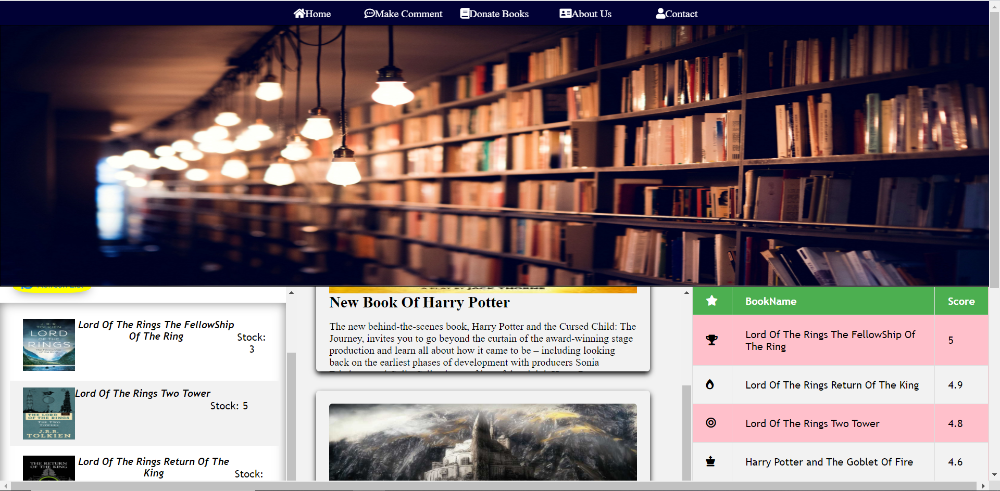 Home
Make Comment
Donate Books
About Us
Contact
Refresh List
LORD
OF THE
RINGS
Lord Of The Rings The FellowShip
Of The Ring
Stock:
3
THE LORD
OF THE RINGS
THE TWO
TOWERS
J.R.R.
TOLKIEN
Lord Of The Rings Two Tower
Stock: 5
THE RETURN
OF THE KING
Lord Of The Rings Return Of The
King
Stock:
A PLAY BY JACK THORNE
New Book Of Harry Potter
The new behind-the-scenes book, Harry Potter and the Cursed Child: The
Journey, invites you to go beyond the curtain of the award-winning stage
production and learn all about how it came to be – including looking
back on the earliest phases of development with producers Sonia
BookName
Score
Lord Of The Rings The FellowShip Of
The Ring
5
Lord Of The Rings Return Of The King
4.9
Lord Of The Rings Two Tower
4.8
Harry Potter and The Goblet Of Fire
4.6